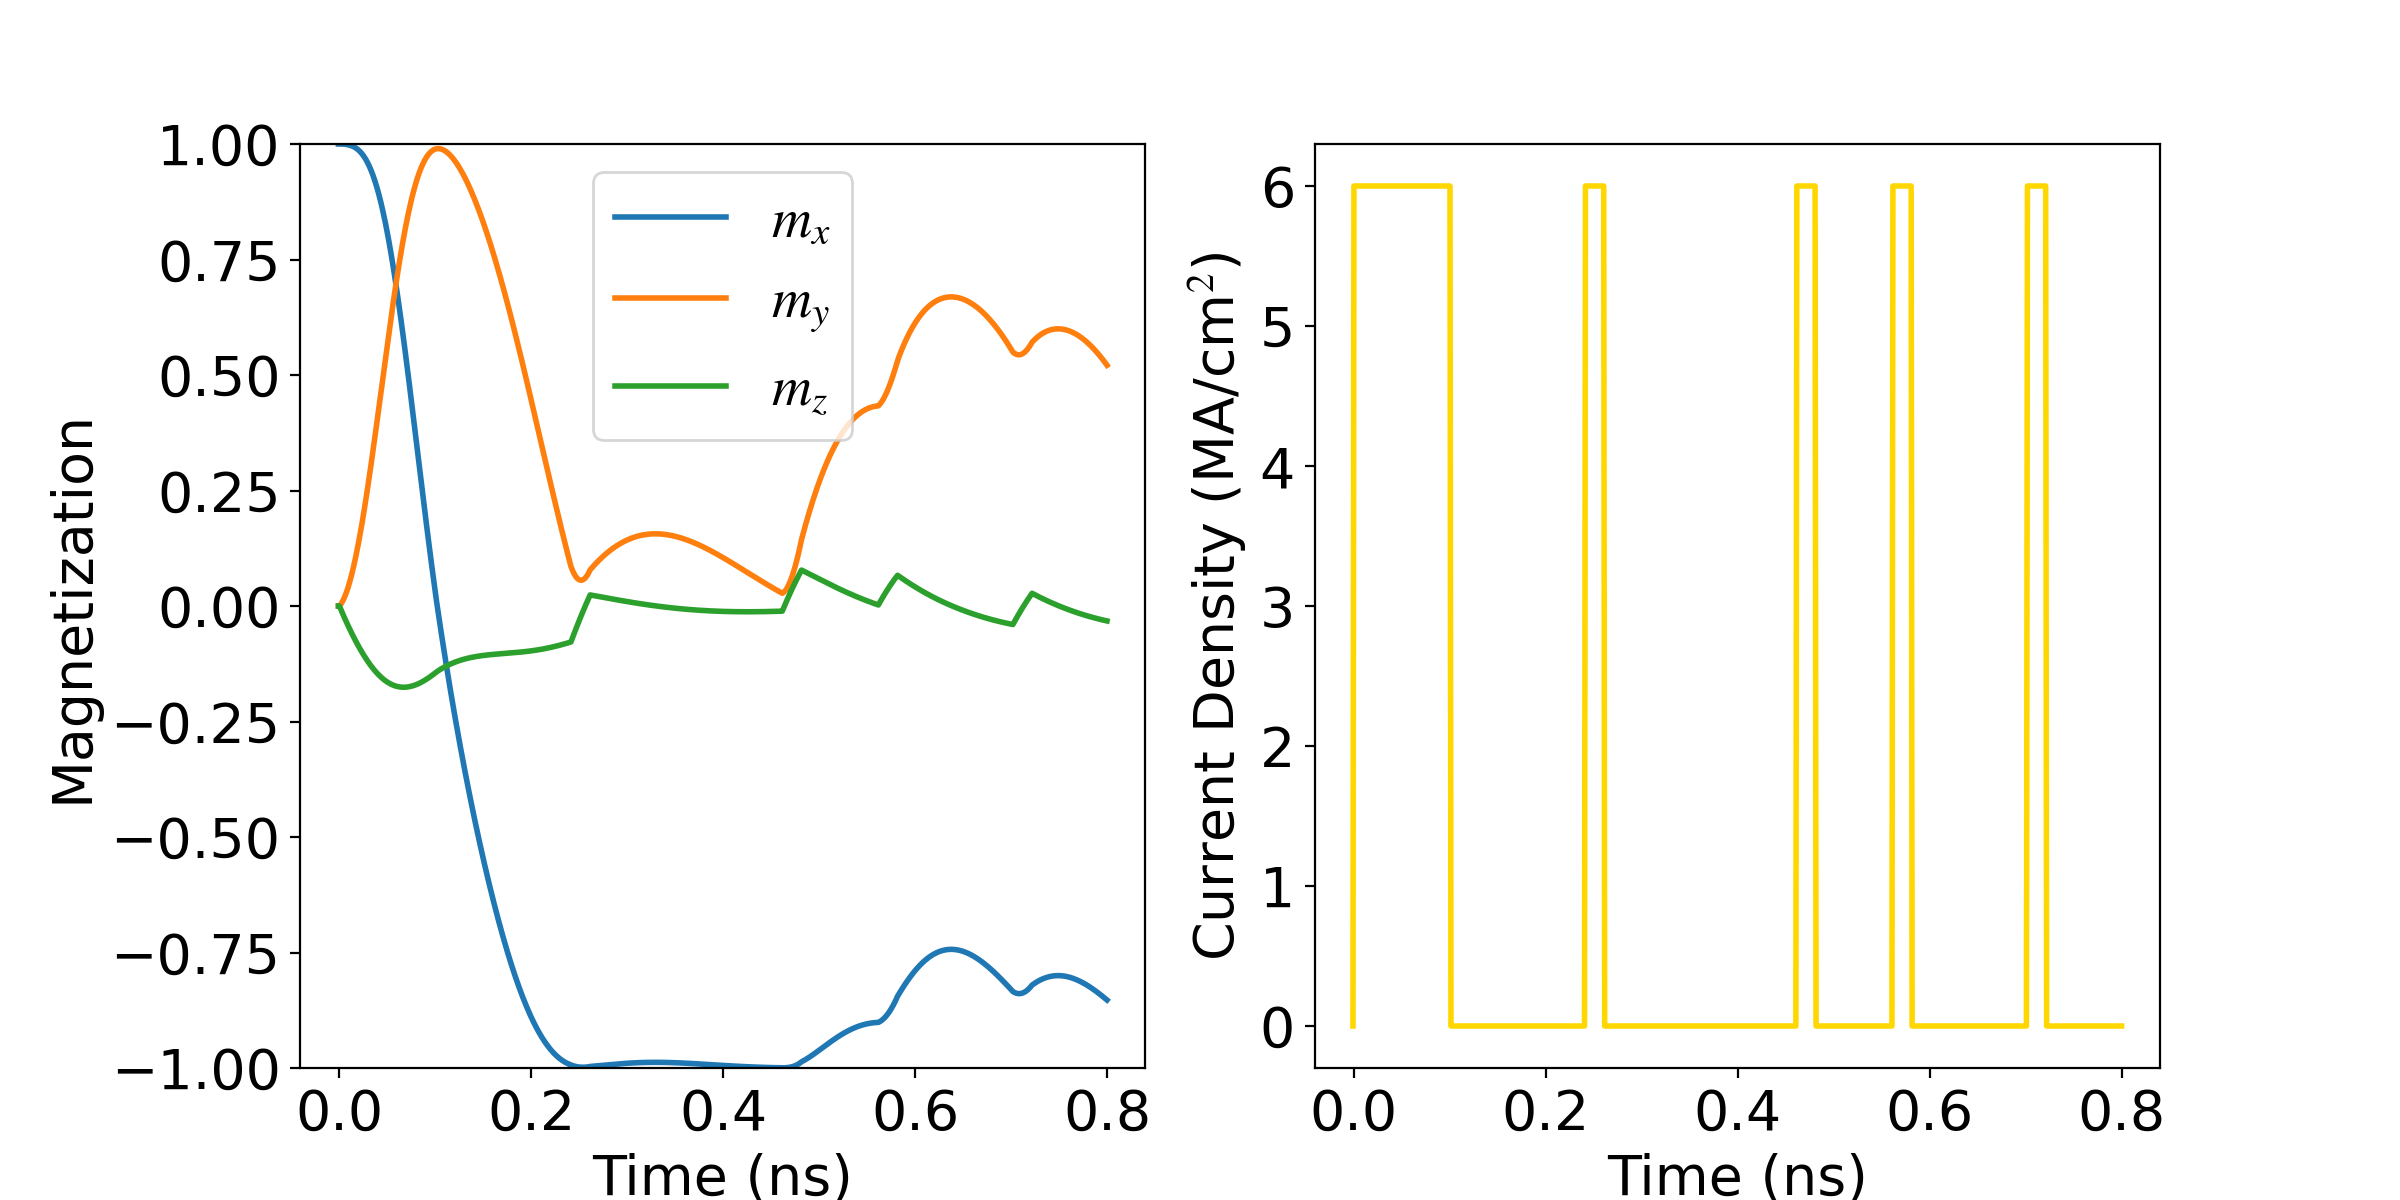 Magnetization
1.00
0.75
0.50
0.25
0.00
−0.25
−0.50
−0.75
−1.00
0.0 0.2 0.4 0.6 0.8
Time (ns)
m_x
m_y
m_z
Current Density (MA/cm²)
6
5
4
3
2
1
0
0.0 0.2 0.4 0.6 0.8
Time (ns)